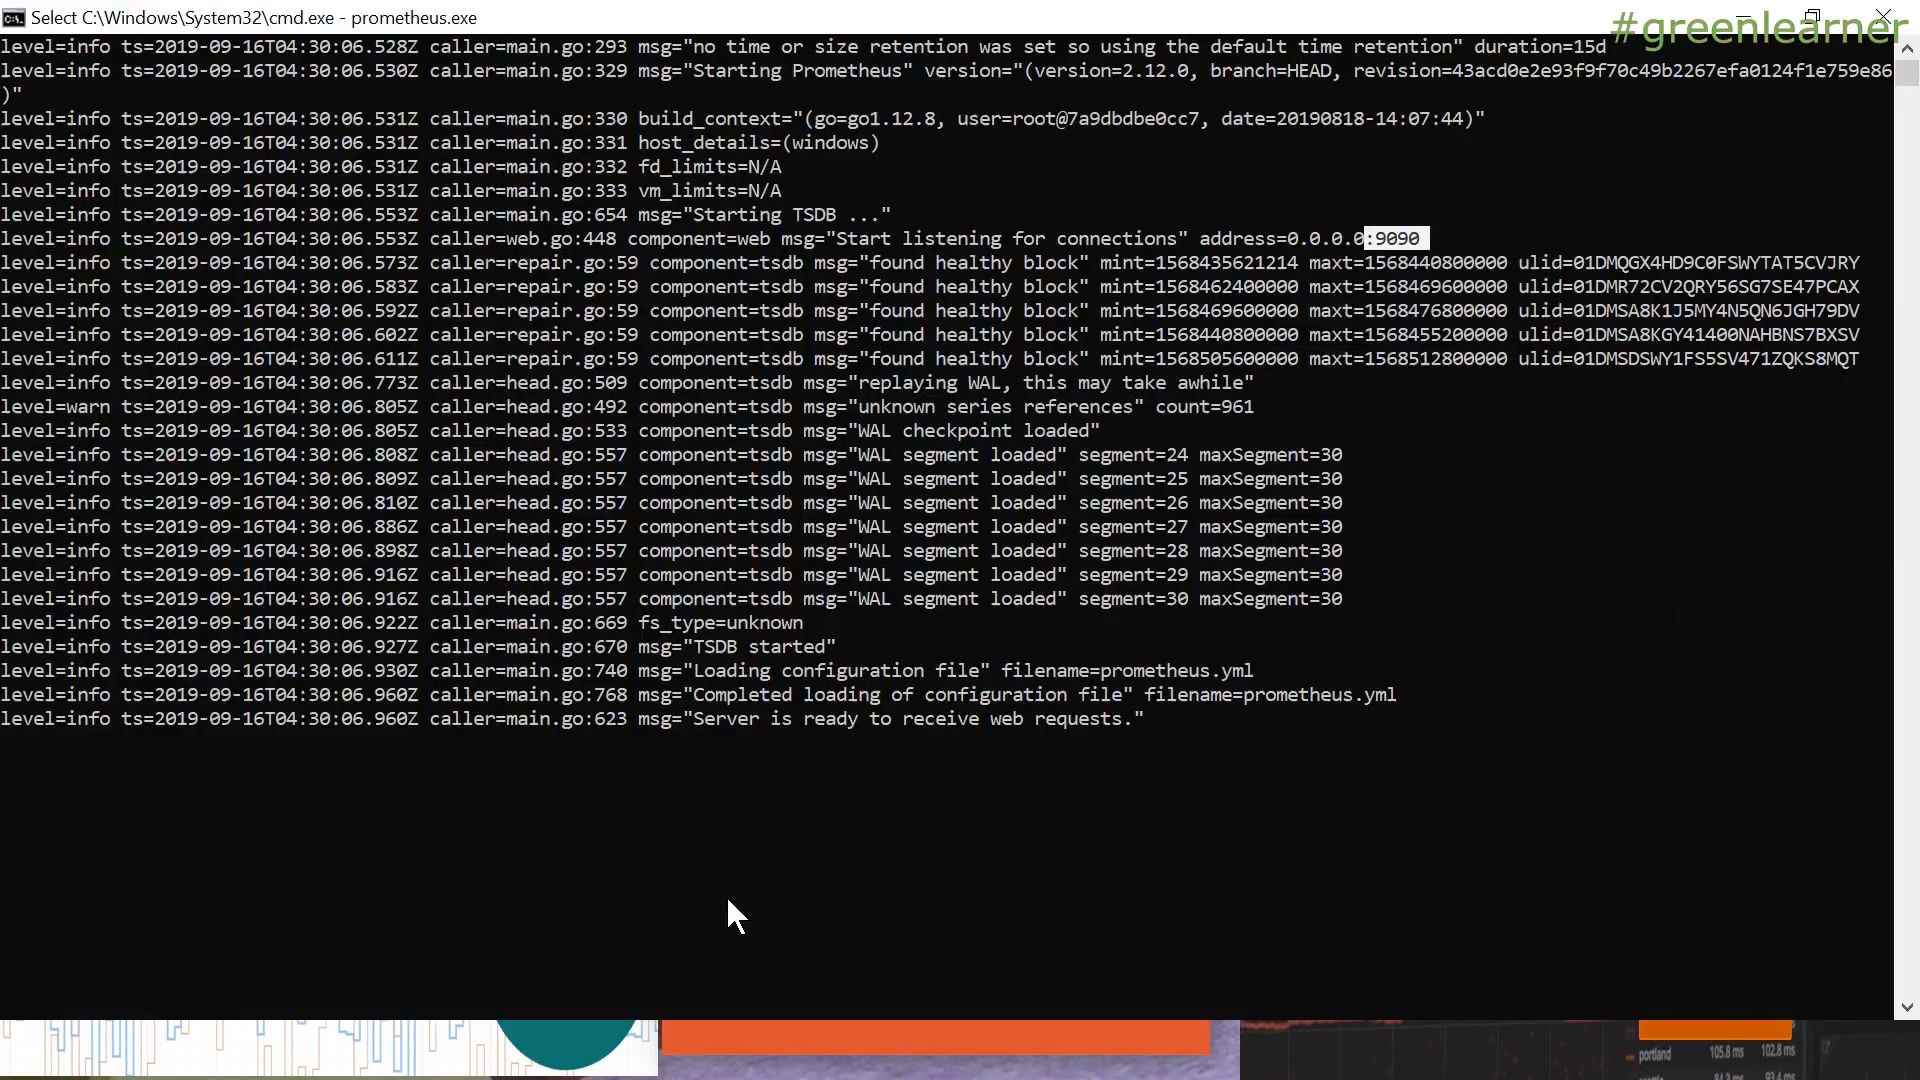 Select C:\Windows\System32\cmd.exe - prometheus.exe
#greenlearner
level=info ts=2019-09-16T04:30:06.528Z caller=main.go:293 msg="no time or size retention was set so using the default time retention" duration=15d
level=info ts=2019-09-16T04:30:06.530Z caller=main.go:329 msg="Starting Prometheus" version="(version=2.12.0, branch=HEAD, revision=43acd0e2e93f9f70c49b2267efa0124f1e759e86
)"
level=info ts=2019-09-16T04:30:06.531Z caller=main.go:330 build_context="(go=go1.12.8, user=root@7a9dbdbe0cc7, date=20190818-14:07:44)"
level=info ts=2019-09-16T04:30:06.531Z caller=main.go:331 host_details=(windows)
level=info ts=2019-09-16T04:30:06.531Z caller=main.go:332 fd_limits=N/A
level=info ts=2019-09-16T04:30:06.531Z caller=main.go:333 vm_limits=N/A
level=info ts=2019-09-16T04:30:06.553Z caller=main.go:654 msg="Starting TSDB ..."
level=info ts=2019-09-16T04:30:06.553Z caller=web.go:448 component=web msg="Start listening for connections" address=0.0.0.0:9090
level=info ts=2019-09-16T04:30:06.573Z caller=repair.go:59 component=tsdb msg="found healthy block" mint=1568435621214 maxt=1568440800000 ulid=01DMQGX4HD9C0FSWYTAT5CVJRY
level=info ts=2019-09-16T04:30:06.583Z caller=repair.go:59 component=tsdb msg="found healthy block" mint=1568462400000 maxt=1568469600000 ulid=01DMR72CV2QRY56SG7SE47PCAX
level=info ts=2019-09-16T04:30:06.592Z caller=repair.go:59 component=tsdb msg="found healthy block" mint=1568469600000 maxt=1568476800000 ulid=01DMSA8K1J5MY4N5QN6JGH79DV
level=info ts=2019-09-16T04:30:06.602Z caller=repair.go:59 component=tsdb msg="found healthy block" mint=1568440800000 maxt=1568455200000 ulid=01DMSA8KGY41400NAHBNS7BXSV
level=info ts=2019-09-16T04:30:06.611Z caller=repair.go:59 component=tsdb msg="found healthy block" mint=1568505600000 maxt=1568512800000 ulid=01DMSDSWY1FS5SV471ZQKS8MQT
level=info ts=2019-09-16T04:30:06.773Z caller=head.go:509 component=tsdb msg="replaying WAL, this may take awhile"
level=warn ts=2019-09-16T04:30:06.805Z caller=head.go:492 component=tsdb msg="unknown series references" count=961
level=info ts=2019-09-16T04:30:06.805Z caller=head.go:533 component=tsdb msg="WAL checkpoint loaded"
level=info ts=2019-09-16T04:30:06.808Z caller=head.go:557 component=tsdb msg="WAL segment loaded" segment=24 maxSegment=30
level=info ts=2019-09-16T04:30:06.809Z caller=head.go:557 component=tsdb msg="WAL segment loaded" segment=25 maxSegment=30
level=info ts=2019-09-16T04:30:06.810Z caller=head.go:557 component=tsdb msg="WAL segment loaded" segment=26 maxSegment=30
level=info ts=2019-09-16T04:30:06.886Z caller=head.go:557 component=tsdb msg="WAL segment loaded" segment=27 maxSegment=30
level=info ts=2019-09-16T04:30:06.898Z caller=head.go:557 component=tsdb msg="WAL segment loaded" segment=28 maxSegment=30
level=info ts=2019-09-16T04:30:06.916Z caller=head.go:557 component=tsdb msg="WAL segment loaded" segment=29 maxSegment=30
level=info ts=2019-09-16T04:30:06.916Z caller=head.go:557 component=tsdb msg="WAL segment loaded" segment=30 maxSegment=30
level=info ts=2019-09-16T04:30:06.922Z caller=main.go:669 fs_type=unknown
level=info ts=2019-09-16T04:30:06.927Z caller=main.go:670 msg="TSDB started"
level=info ts=2019-09-16T04:30:06.930Z caller=main.go:740 msg="Loading configuration file" filename=prometheus.yml
level=info ts=2019-09-16T04:30:06.960Z caller=main.go:768 msg="Completed loading of configuration file" filename=prometheus.yml
level=info ts=2019-09-16T04:30:06.960Z caller=main.go:623 msg="Server is ready to receive web requests."
portland 105.8 ms 102.8 ms